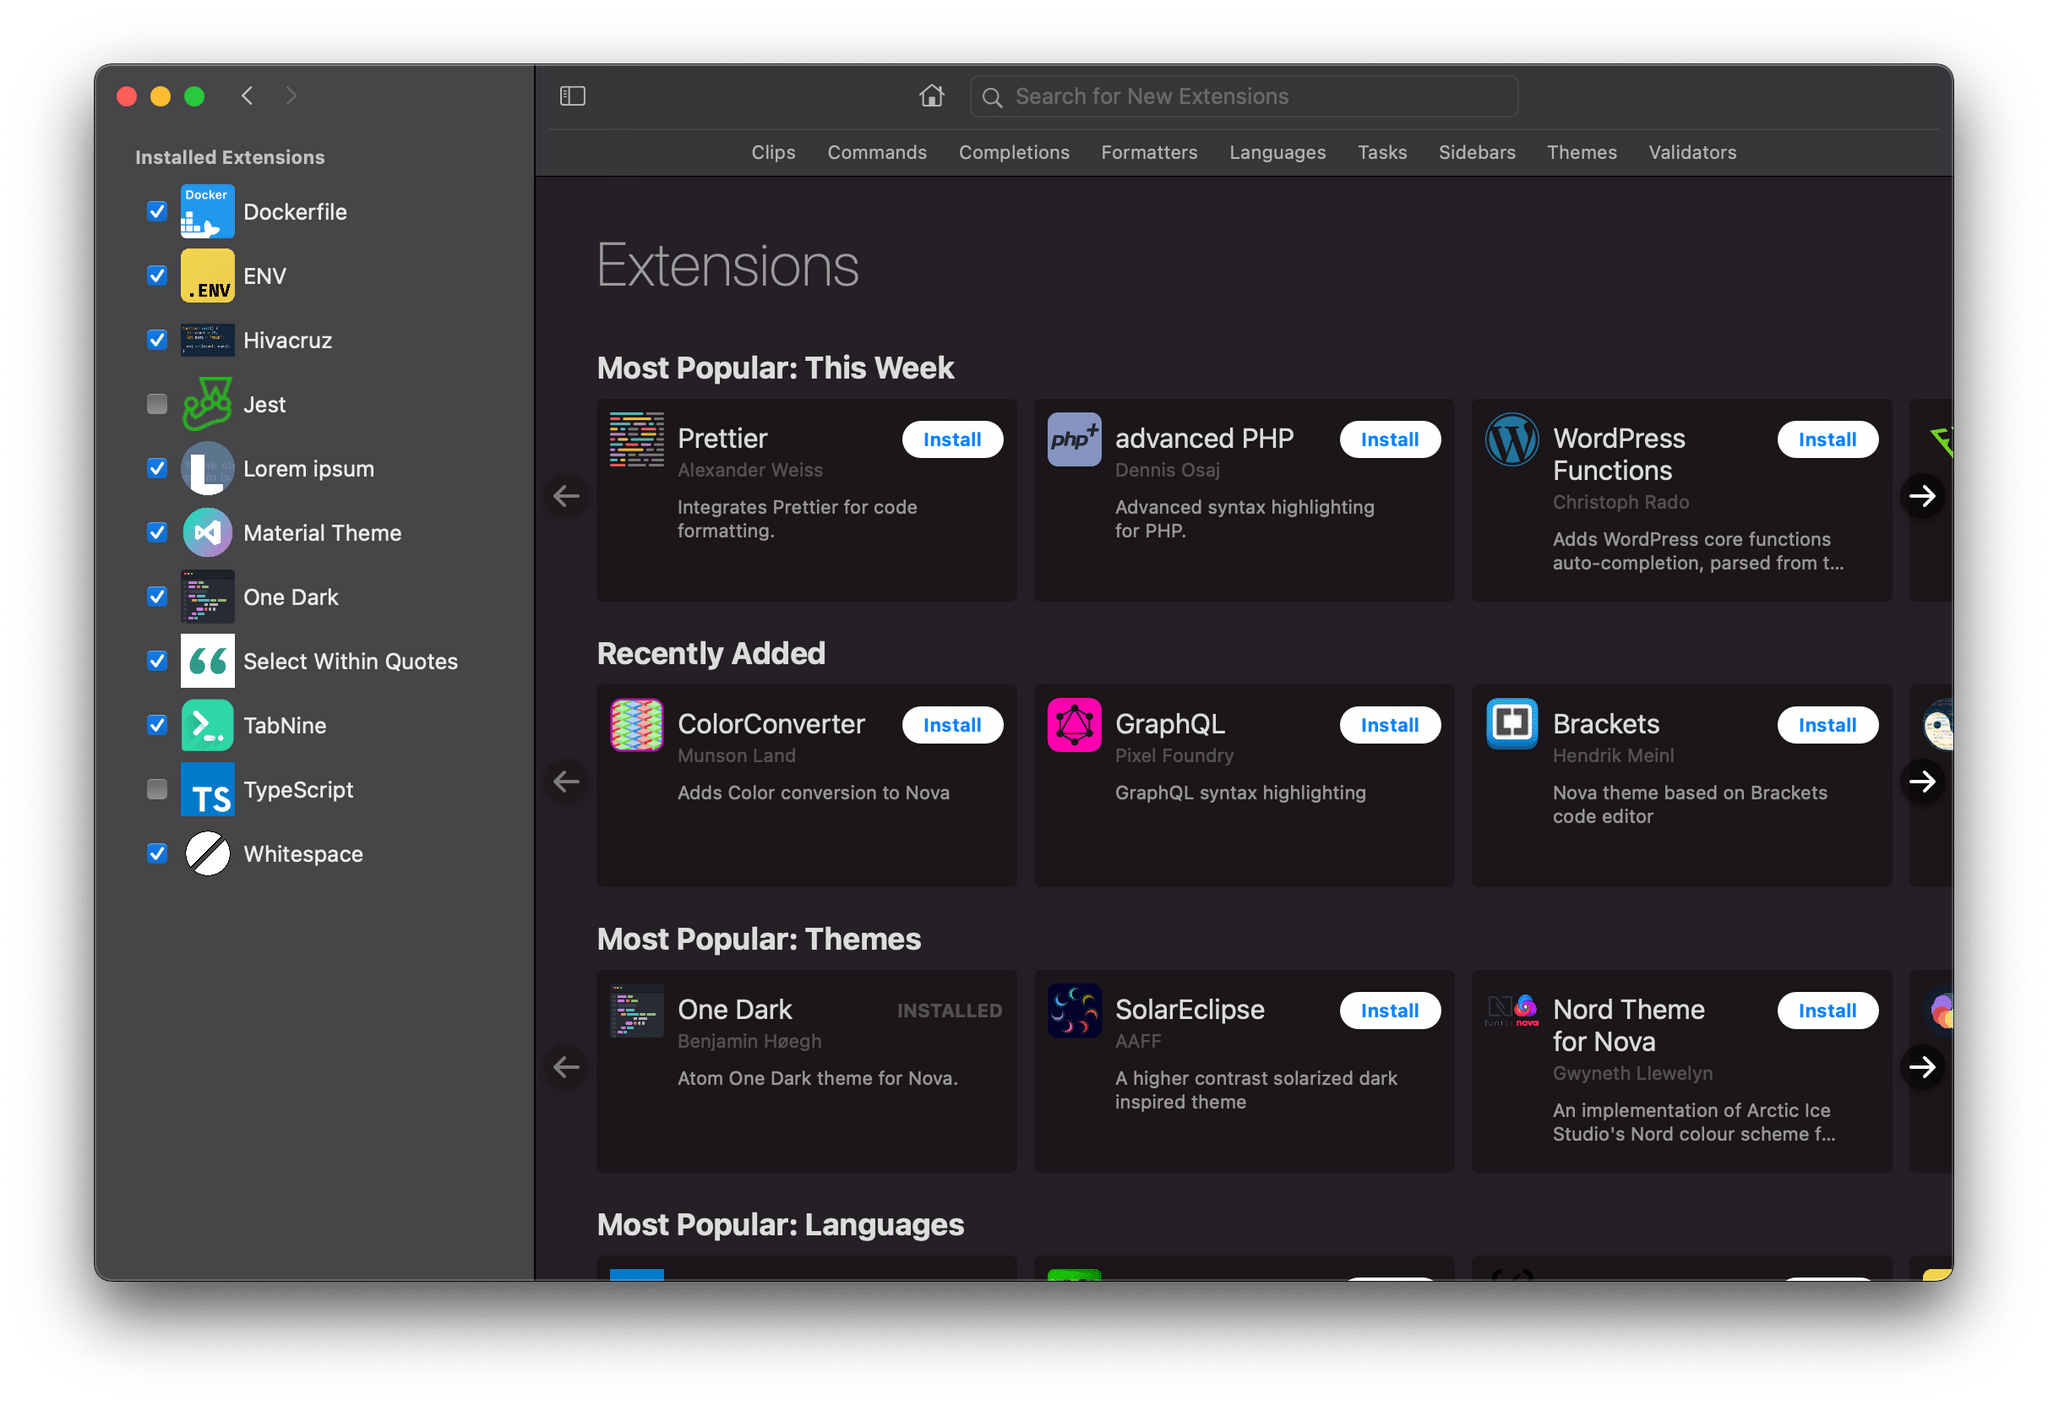 Search for New Extensions
Clips Commands Completions Formatters Languages Tasks Sidebars Themes Validators
Installed Extensions
Docker
Dockerfile
.ENV
ENV
Hivacruz
Jest
L
Lorem ipsum
Material Theme
One Dark
Select Within Quotes
TabNine
TS
TypeScript
Whitespace
Extensions
Most Popular: This Week
Prettier
Install
Alexander Weiss
Integrates Prettier for code
formatting.
php+
advanced PHP
Install
Dennis Osaj
Advanced syntax highlighting
for PHP.
WordPress
Functions
Install
Christoph Rado
Adds WordPress core functions
auto-completion, parsed from t...
Recently Added
ColorConverter
Install
Munson Land
Adds Color conversion to Nova
GraphQL
Install
Pixel Foundry
GraphQL syntax highlighting
Brackets
Install
Hendrik Meinl
Nova theme based on Brackets
code editor
Most Popular: Themes
One Dark
INSTALLED
Benjamin Høegh
Atom One Dark theme for Nova.
SolarEclipse
Install
AAFF
A higher contrast solarized dark
inspired theme
Nord Theme
for Nova
Install
Gwyneth Llewelyn
An implementation of Arctic Ice
Studio's Nord colour scheme f...
Most Popular: Languages